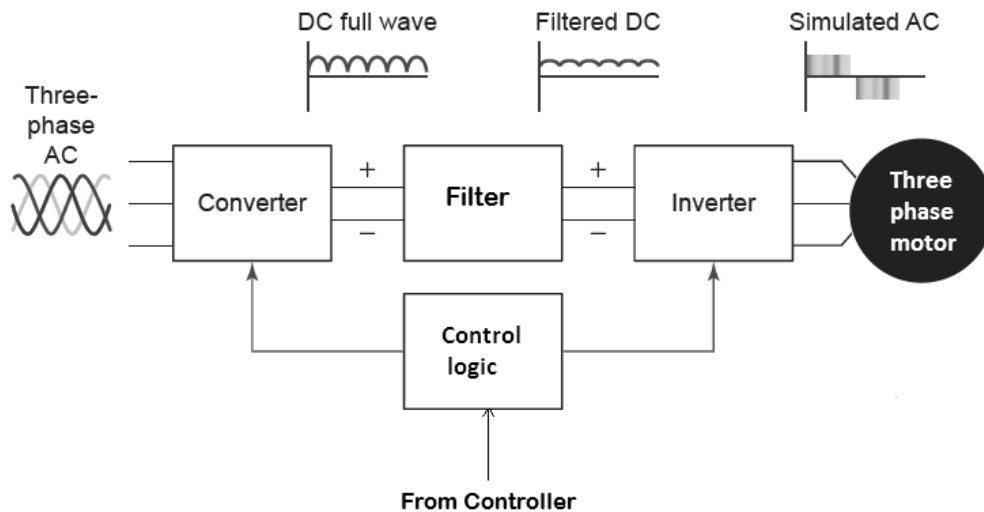 DC full wave
Filtered DC
Simulated AC
Three-
phase
AC
Converter
+
−
Filter
+
−
Inverter
Three
phase
motor
Control
logic
From Controller